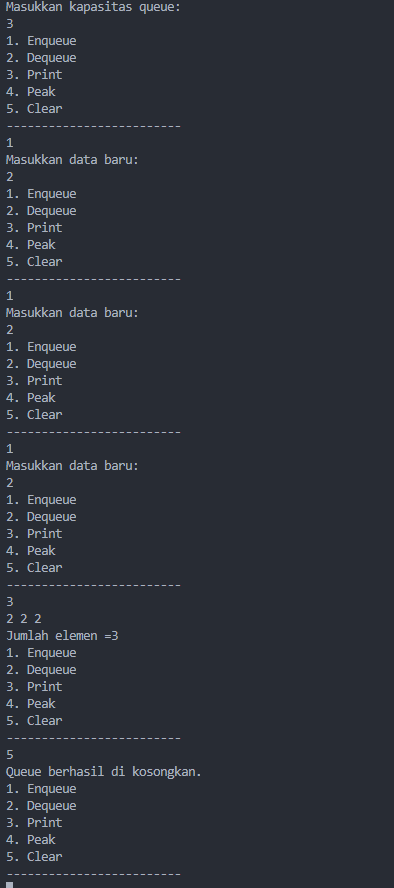 Masukkan kapasitas queue:
3
1. Enqueue
2. Dequeue
3. Print
4. Peak
5. Clear
-------------------------
1
Masukkan data baru:
2
1. Enqueue
2. Dequeue
3. Print
4. Peak
5. Clear
-------------------------
1
Masukkan data baru:
2
1. Enqueue
2. Dequeue
3. Print
4. Peak
5. Clear
-------------------------
1
Masukkan data baru:
2
1. Enqueue
2. Dequeue
3. Print
4. Peak
5. Clear
-------------------------
3
2 2 2
Jumlah elemen =3
1. Enqueue
2. Dequeue
3. Print
4. Peak
5. Clear
-------------------------
5
Queue berhasil di kosongkan.
1. Enqueue
2. Dequeue
3. Print
4. Peak
5. Clear
-------------------------